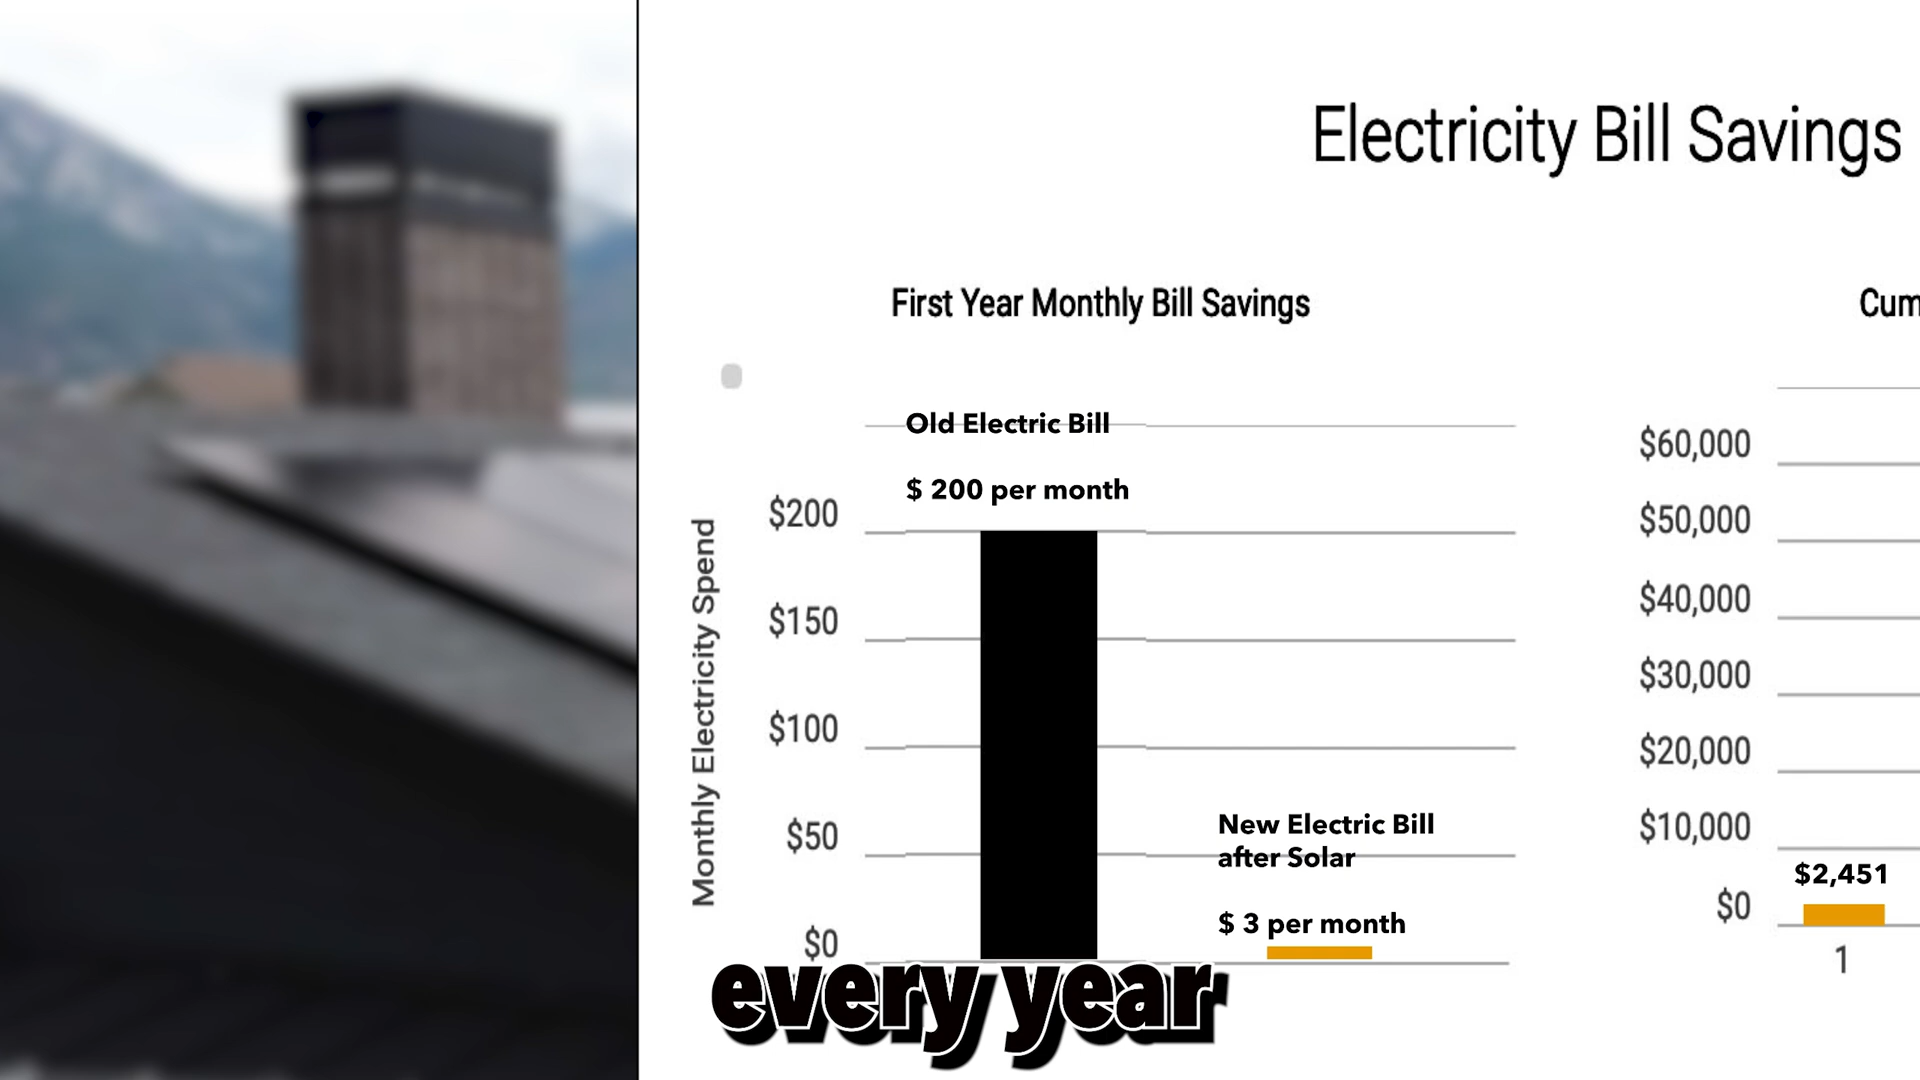 Electricity Bill Savings
First Year Monthly Bill Savings
Cum
Old Electric Bill
$ 200 per month
Monthly Electricity Spend
$200
$150
$100
$50
$0
New Electric Bill
after Solar
$ 3 per month
$60,000
$50,000
$40,000
$30,000
$20,000
$10,000
$0
$2,451
1
every year